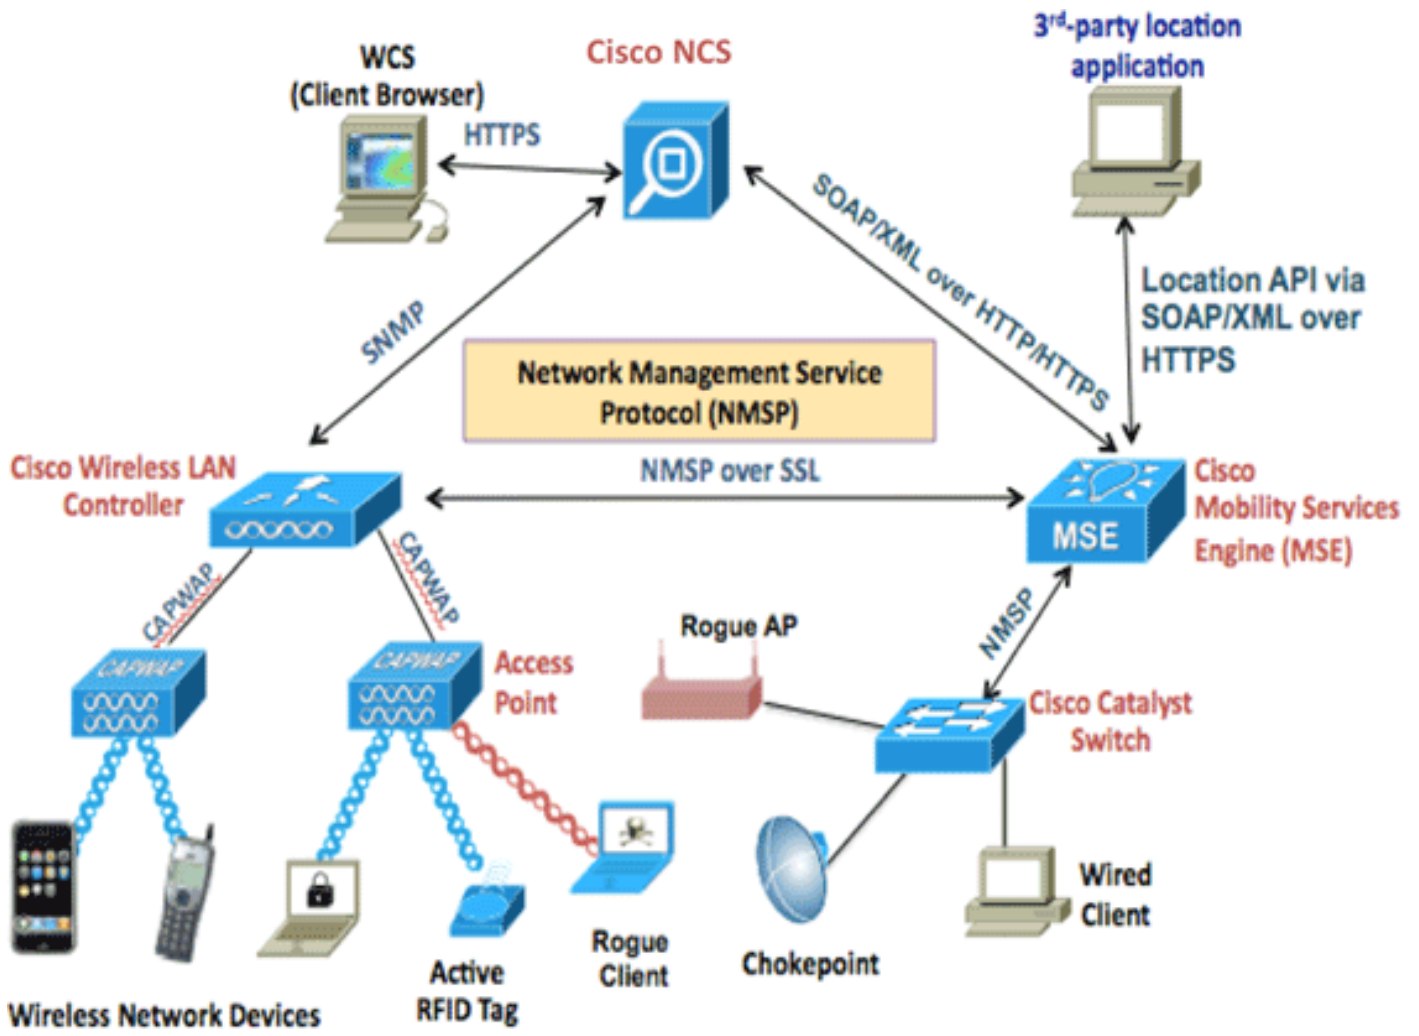 WCS
(Client Browser)
Cisco NCS
3rd-party location
application
HTTPS
SOAP/XML over HTTP/HTTPS
Location API via
SOAP/XML over
HTTPS
SNMP
Network Management Service
Protocol (NMSP)
Cisco Wireless LAN
Controller
NMSP over SSL
MSE
Cisco
Mobility Services
Engine (MSE)
CAPWAP
CAPWAP
NMSP
CAPWAP
CAPWAP
Access
Point
Rogue AP
Cisco Catalyst
Switch
Wired
Client
Rogue
Client
Chokepoint
Active
RFID Tag
Wireless Network Devices